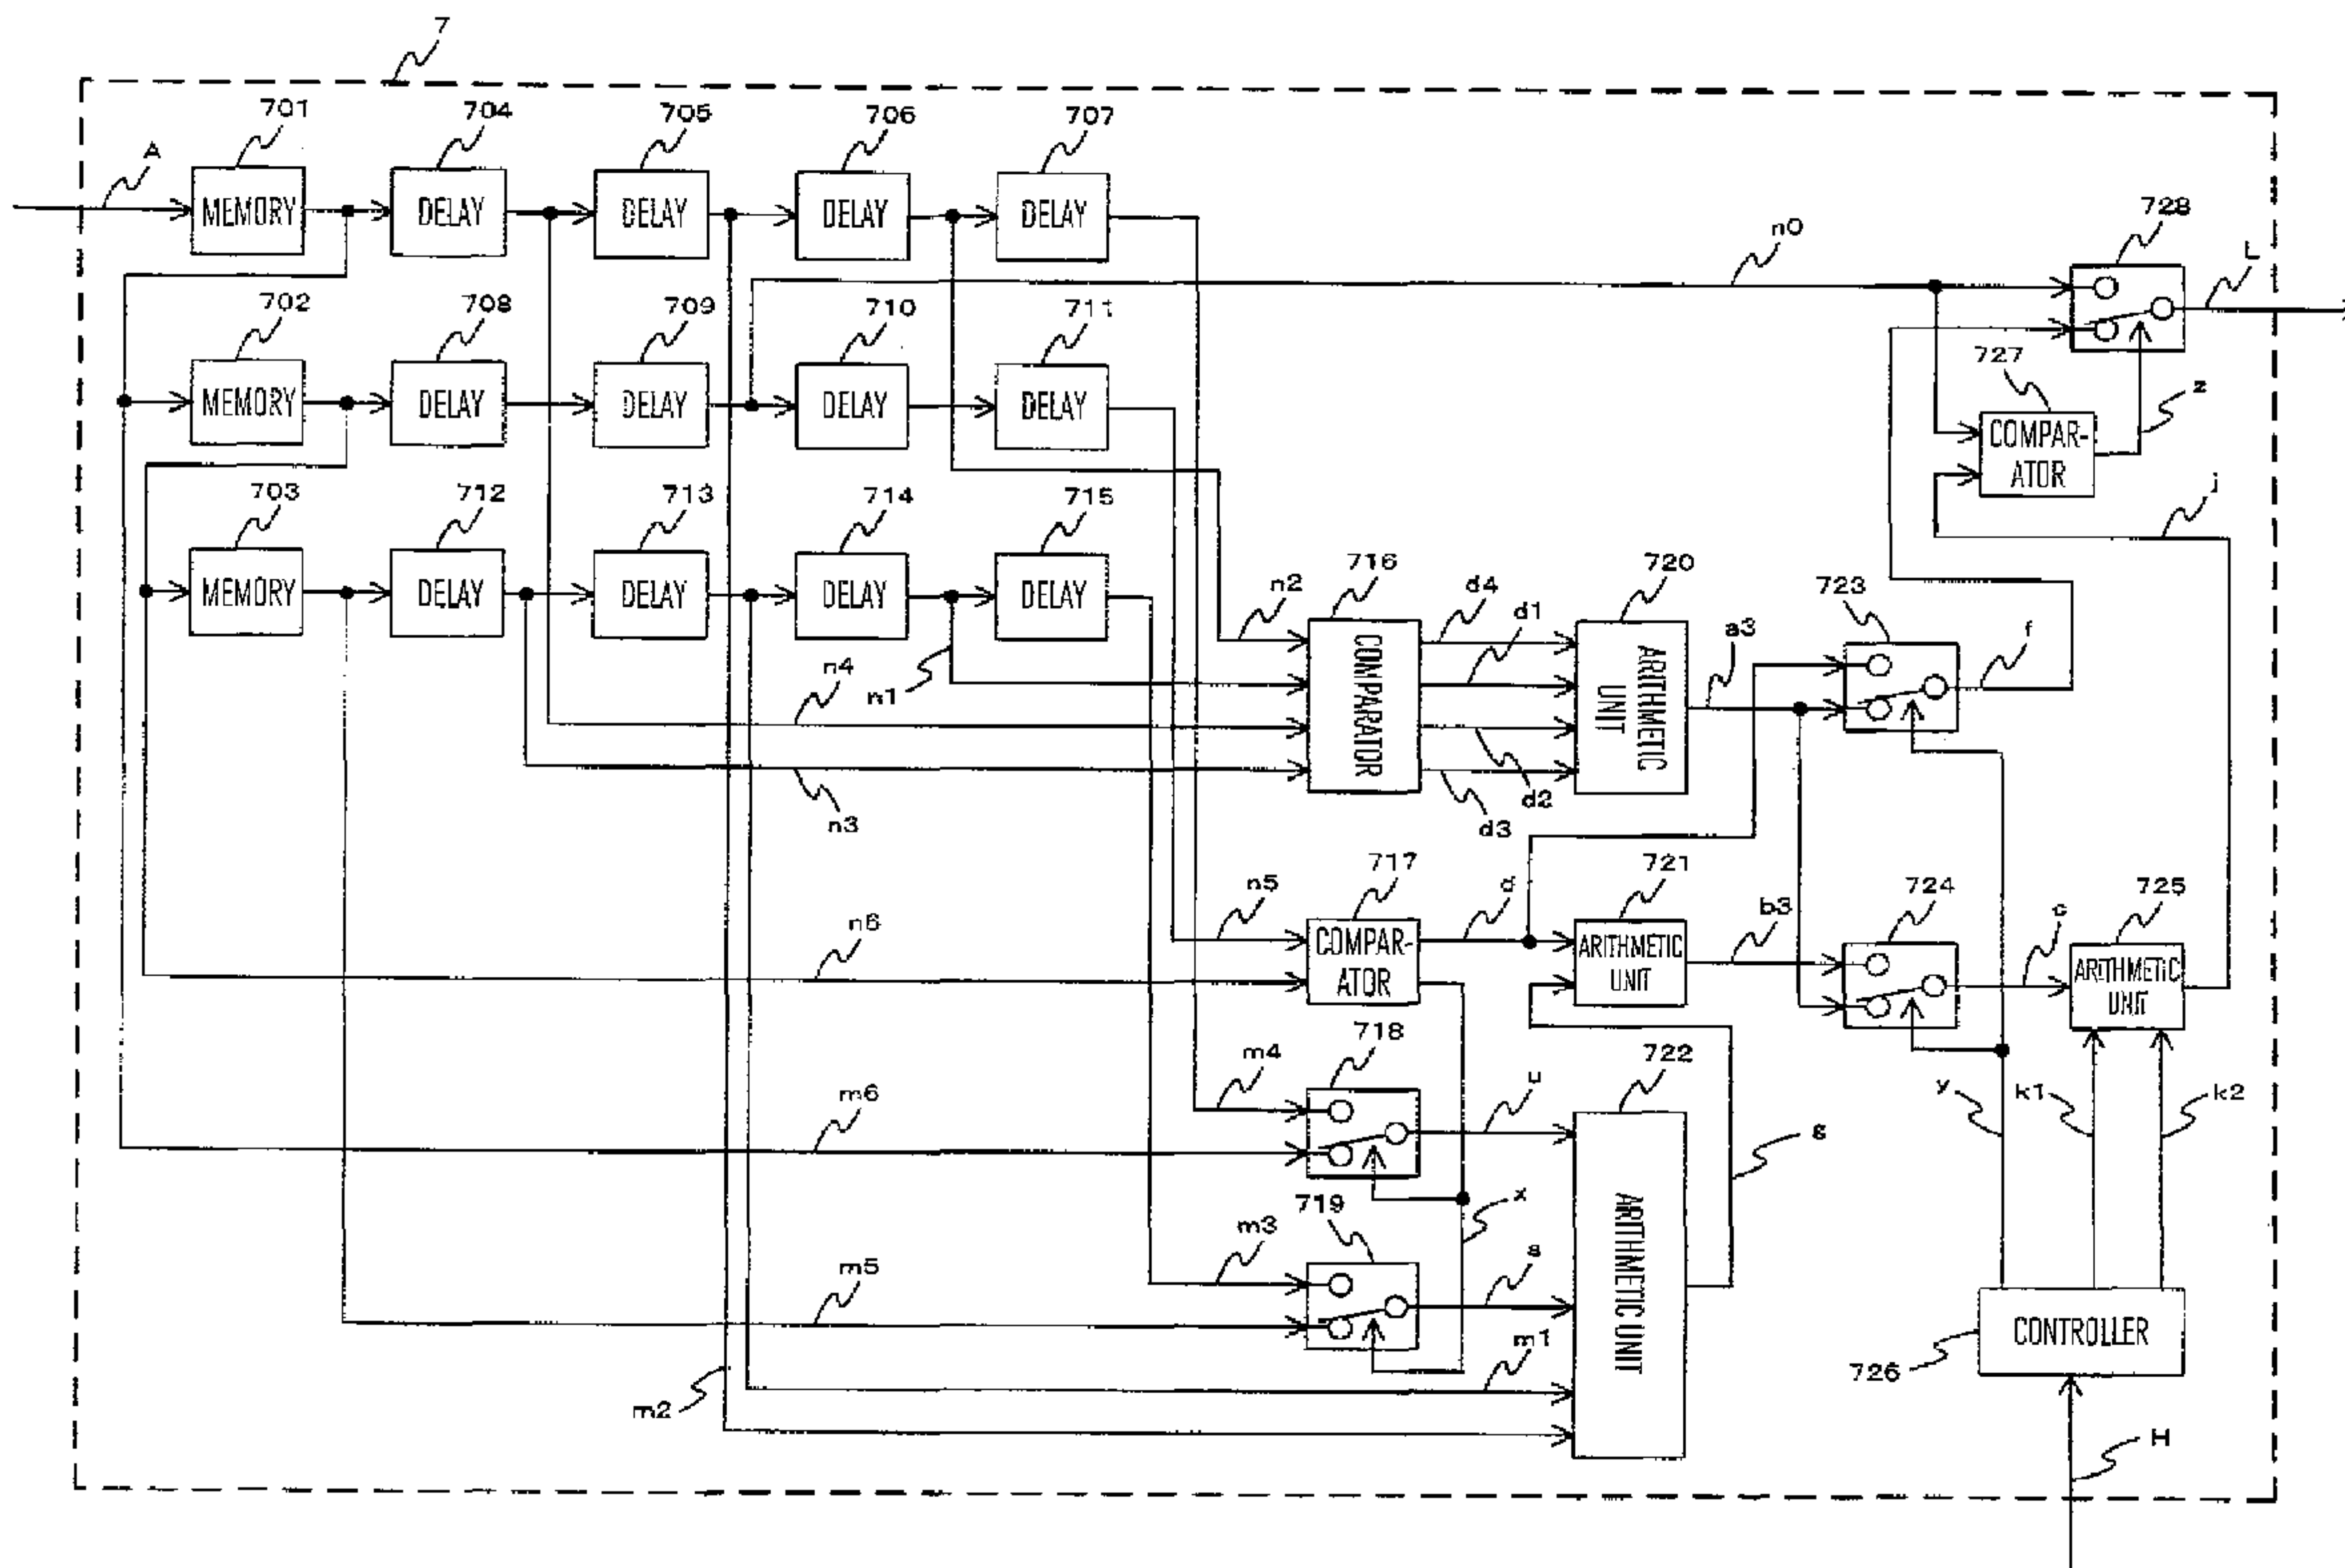 7
701
704
705
706
707
A
MEMORY
DELAY
DELAY
DELAY
DELAY
n0
728
L
702
708
709
710
711
MEMORY
DELAY
DELAY
DELAY
DELAY
727
COMPAR-
ATOR
z
j
703
712
713
714
715
MEMORY
DELAY
DELAY
DELAY
DELAY
n2
716
d4
d1
720
723
a3
f
n4
n1
COMPARATOR
ARITHMETIC
UNIT
n3
d3
d2
717
d
721
n5
b3
724
c
725
n6
COMPAR-
ATOR
ARITHMETIC
UNIT
ARITHMETIC
UNIT
m4
718
u
722
m6
y
k1
k2
g
x
719
m3
s
m5
ARITHMETIC UNIT
m1
m2
CONTROLLER
726
H